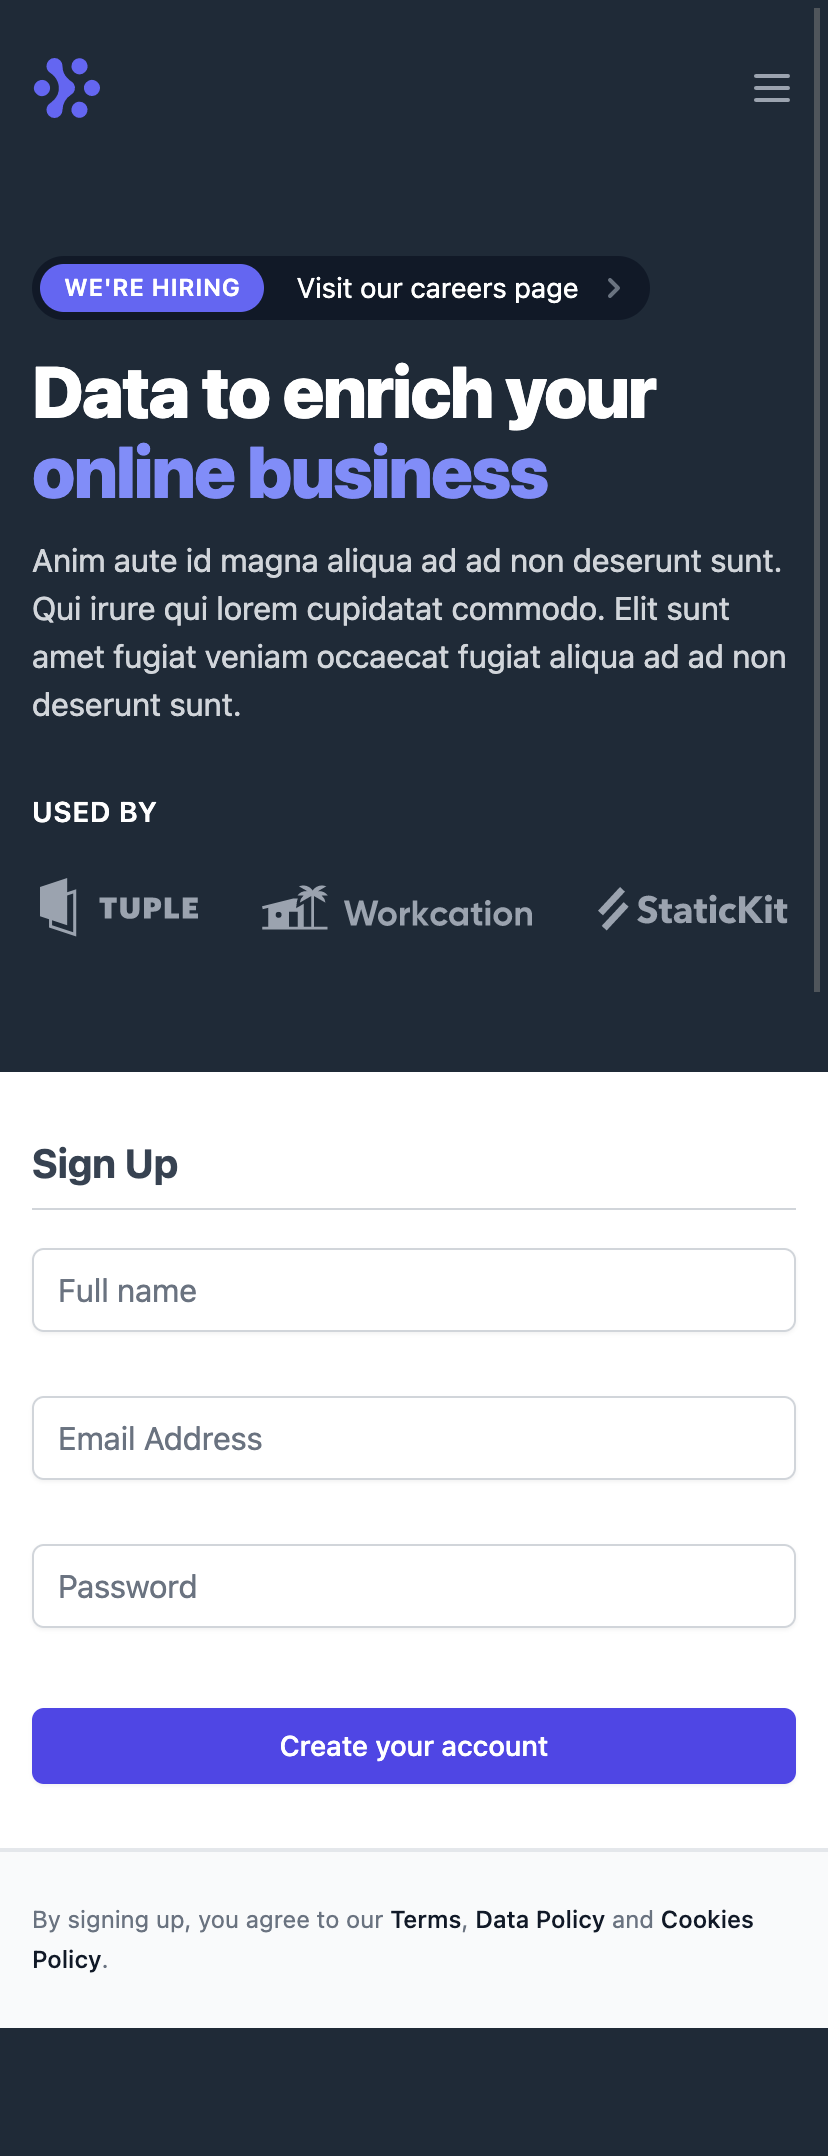 WE'RE HIRING Visit our careers page
Data to enrich your
online business
Anim aute id magna aliqua ad ad non deserunt sunt.
Qui irure qui lorem cupidatat commodo. Elit sunt
amet fugiat veniam occaecat fugiat aliqua ad ad non
deserunt sunt.
USED BY
TUPLE Workcation StaticKit
Sign Up
Full name
Email Address
Password
Create your account
By signing up, you agree to our Terms, Data Policy and Cookies
Policy.